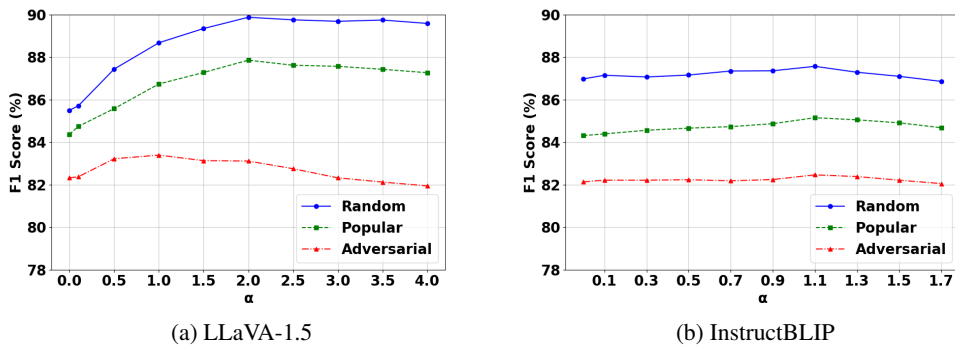 90
88
86
84
82
80
78
F1 Score (%)
0.0 0.5 1.0 1.5 2.0 2.5 3.0 3.5 4.0
α
Random
Popular
Adversarial
(a) LLaVA-1.5
90
88
86
84
82
80
78
F1 Score (%)
0.1 0.3 0.5 0.7 0.9 1.1 1.3 1.5 1.7
α
Random
Popular
Adversarial
(b) InstructBLIP